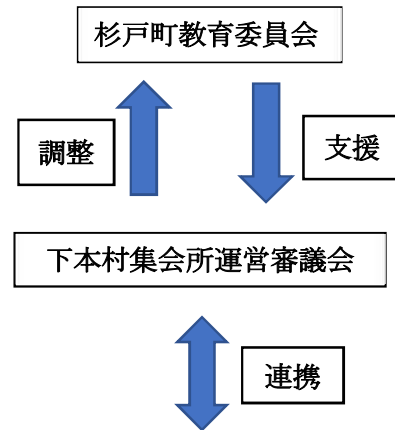 杉戸町教育委員会
調整
支援
下本村集会所運営審議会
連携